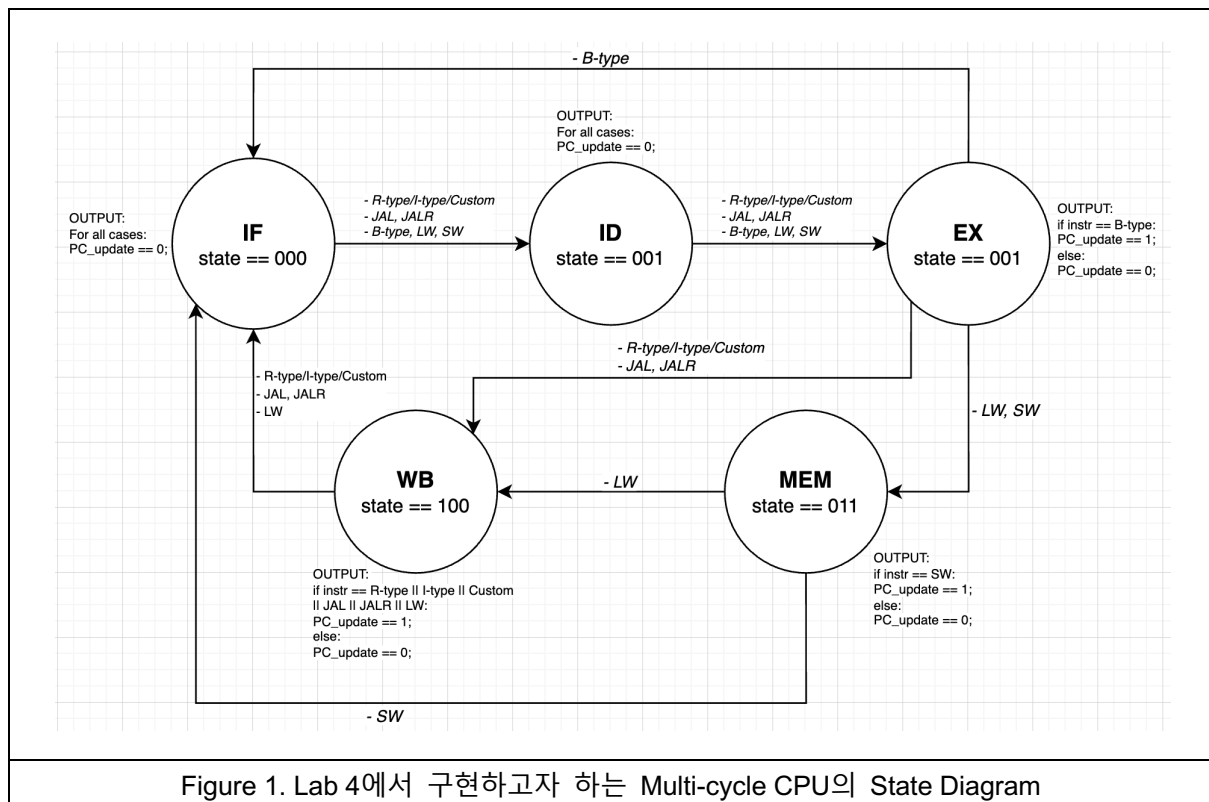 - B-type
OUTPUT:
For all cases:
PC_update == 0;
OUTPUT:
For all cases:
PC_update == 0;
IF
state == 000
- R-type/I-type/Custom
- JAL, JALR
- B-type, LW, SW
ID
state == 001
- R-type/I-type/Custom
- JAL, JALR
- B-type, LW, SW
EX
state == 001
OUTPUT:
if instr == B-type:
PC_update == 1;
else:
PC_update == 0;
- R-type/I-type/Custom
- JAL, JALR
- R-type/I-type/Custom
- JAL, JALR
- LW
- LW, SW
WB
state == 100
- LW
MEM
state == 011
OUTPUT:
if instr == R-type || I-type || Custom
|| JAL || JALR || LW:
PC_update == 1;
else:
PC_update == 0;
OUTPUT:
if instr == SW:
PC_update == 1;
else:
PC_update == 0;
- SW
Figure 1. Lab 4에서 구현하고자 하는 Multi-cycle CPU의 State Diagram